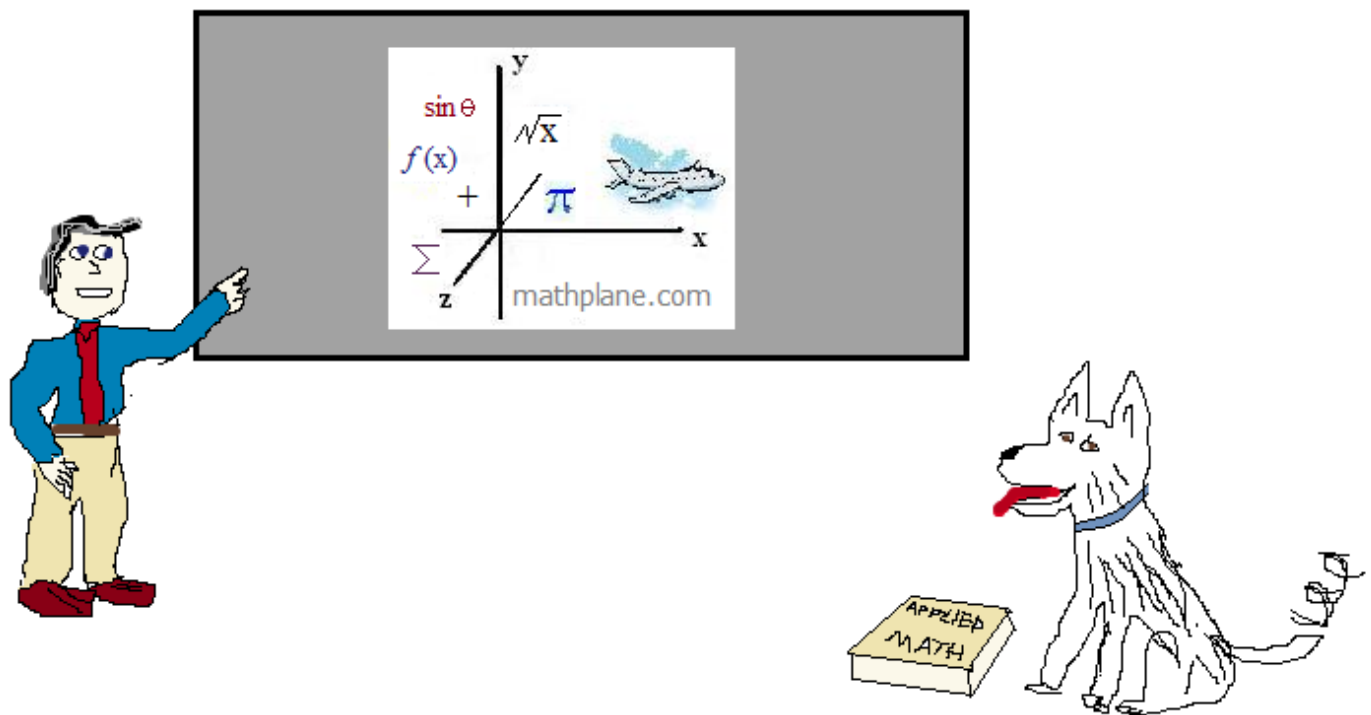 y
sin θ
√x
f(x)
+
π
x
Σ
z
mathplane.com
APPLIED
MATH